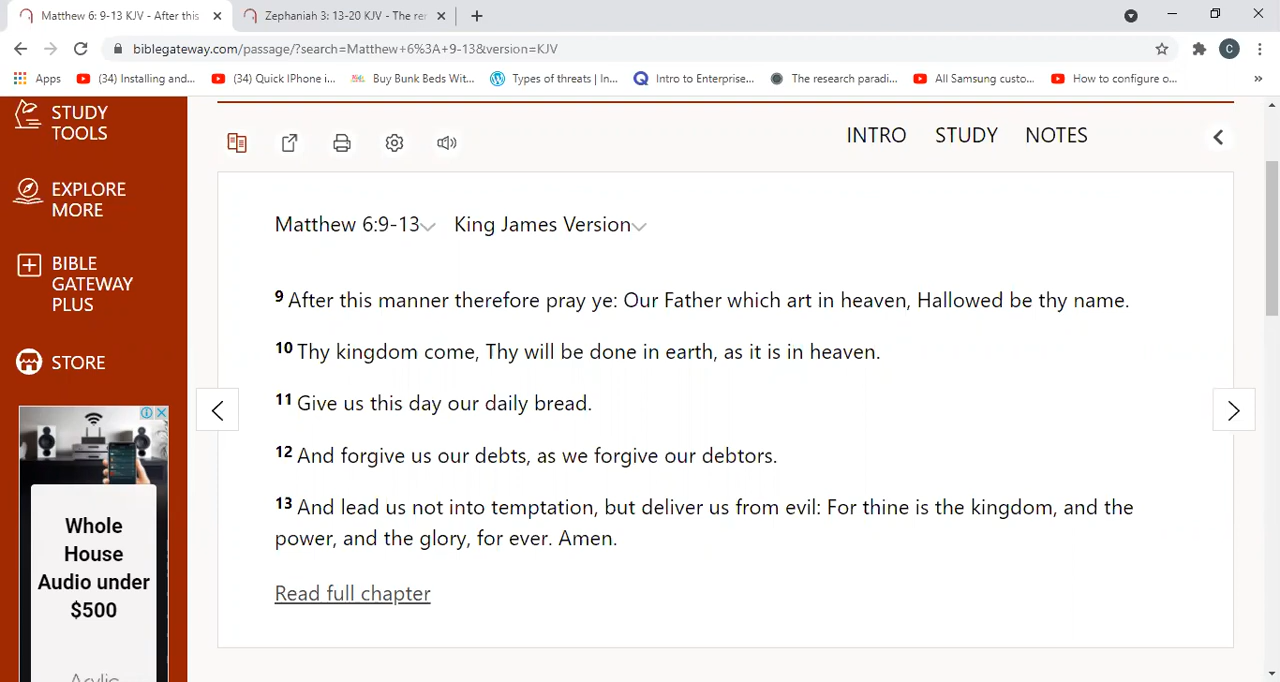 Matthew 6: 9-13 KJV - After this
Zephaniah 3: 13-20 KJV - The re
biblegateway.com/passage/?search=Matthew+6%3A+9-13&version=KJV
C
Apps
(34) Installing and...
(34) Quick IPhone i...
Buy Bunk Beds Wit...
Types of threats | In...
Intro to Enterprise...
The research paradi...
All Samsung custo...
How to configure o...
»
STUDY
TOOLS
EXPLORE
MORE
BIBLE
GATEWAY
PLUS
STORE
Whole
House
Audio under
$500
INTRO STUDY NOTES
Matthew 6:9-13 King James Version
9 After this manner therefore pray ye: Our Father which art in heaven, Hallowed be thy name.
10 Thy kingdom come, Thy will be done in earth, as it is in heaven.
11 Give us this day our daily bread.
12 And forgive us our debts, as we forgive our debtors.
13 And lead us not into temptation, but deliver us from evil: For thine is the kingdom, and the
power, and the glory, for ever. Amen.
Read full chapter